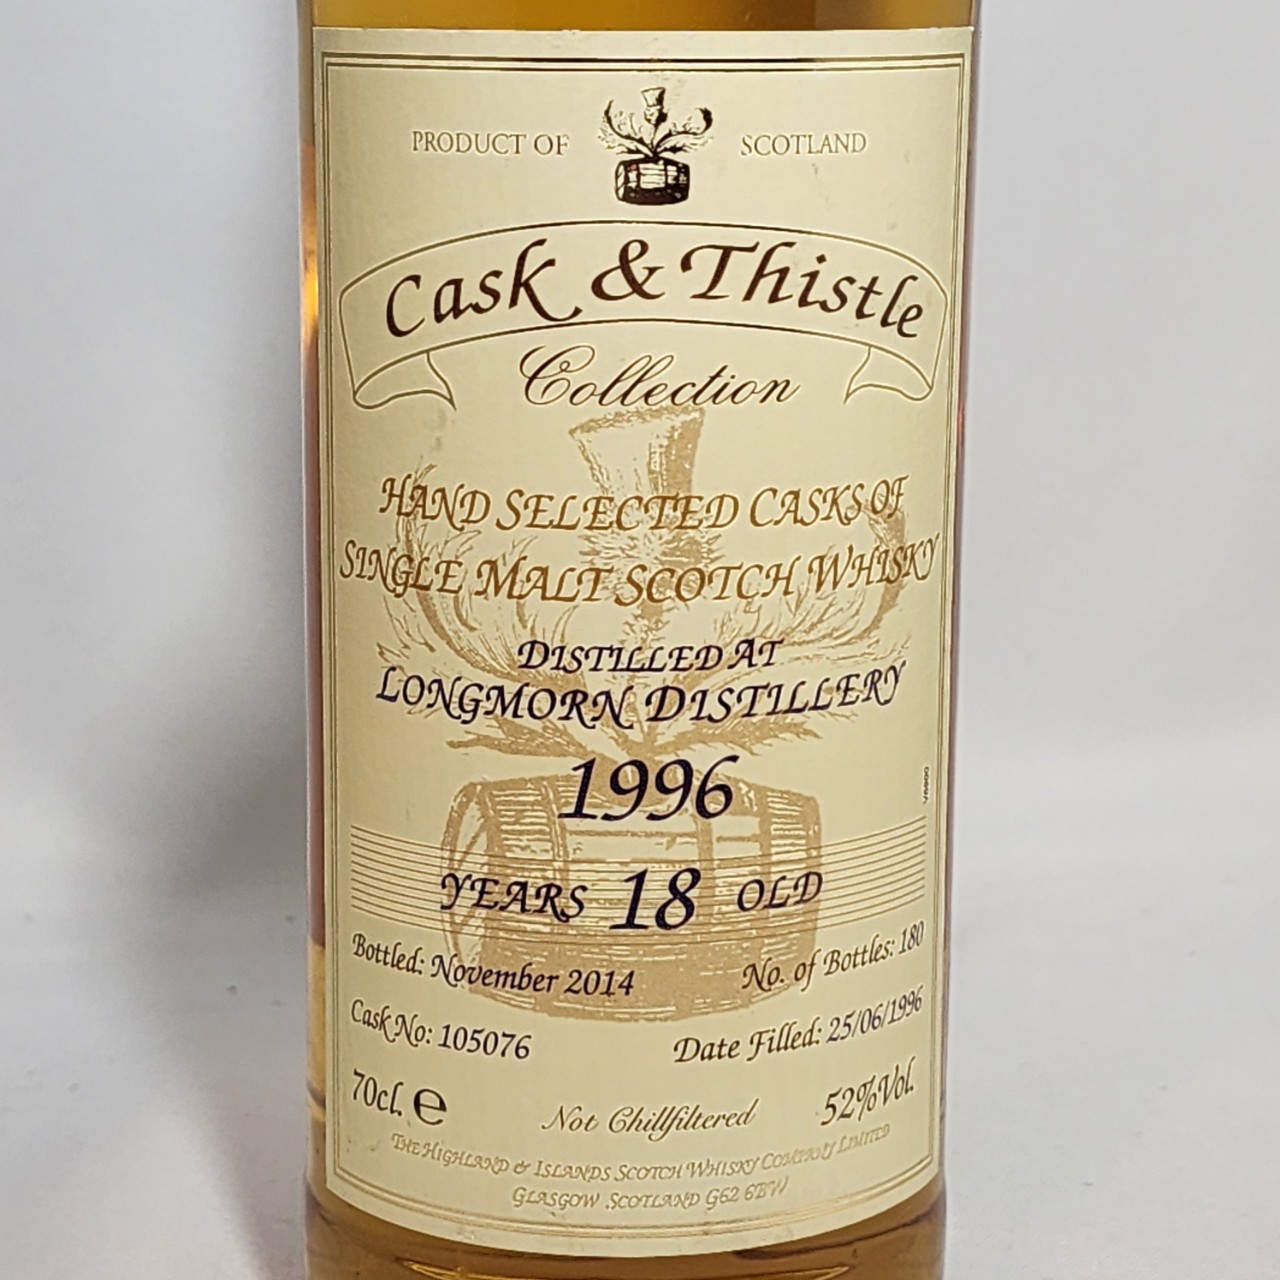 PRODUCT OF SCOTLAND
Cask & Thistle
Collection
HAND SELECTED CASKS OF
SINGLE MALT SCOTCH WHISKY
DISTILLED AT
LONGMORN DISTILLERY
1996
YEARS 18 OLD
Bottled: November 2014 No. of Bottles: 180
Cask No: 105076 Date Filled: 25/06/1996
70cl. e Not Chillfiltered 52%Vol.
THE HIGHLAND & ISLANDS SCOTCH WHISKY COMPANY LIMITED
GLASGOW SCOTLAND G62 6BW